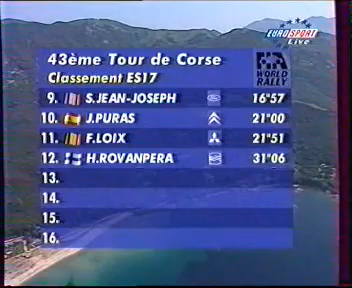 EUROSPORT
Live
43ème Tour de Corse
Classement ES17
FIA
WORLD
RALLY
9. S.JEAN-JOSEPH 16"57
10. J.PURAS 21"00
11. F.LOIX 21"51
12. H.ROVANPERA 31"06
13.
14.
15.
16.